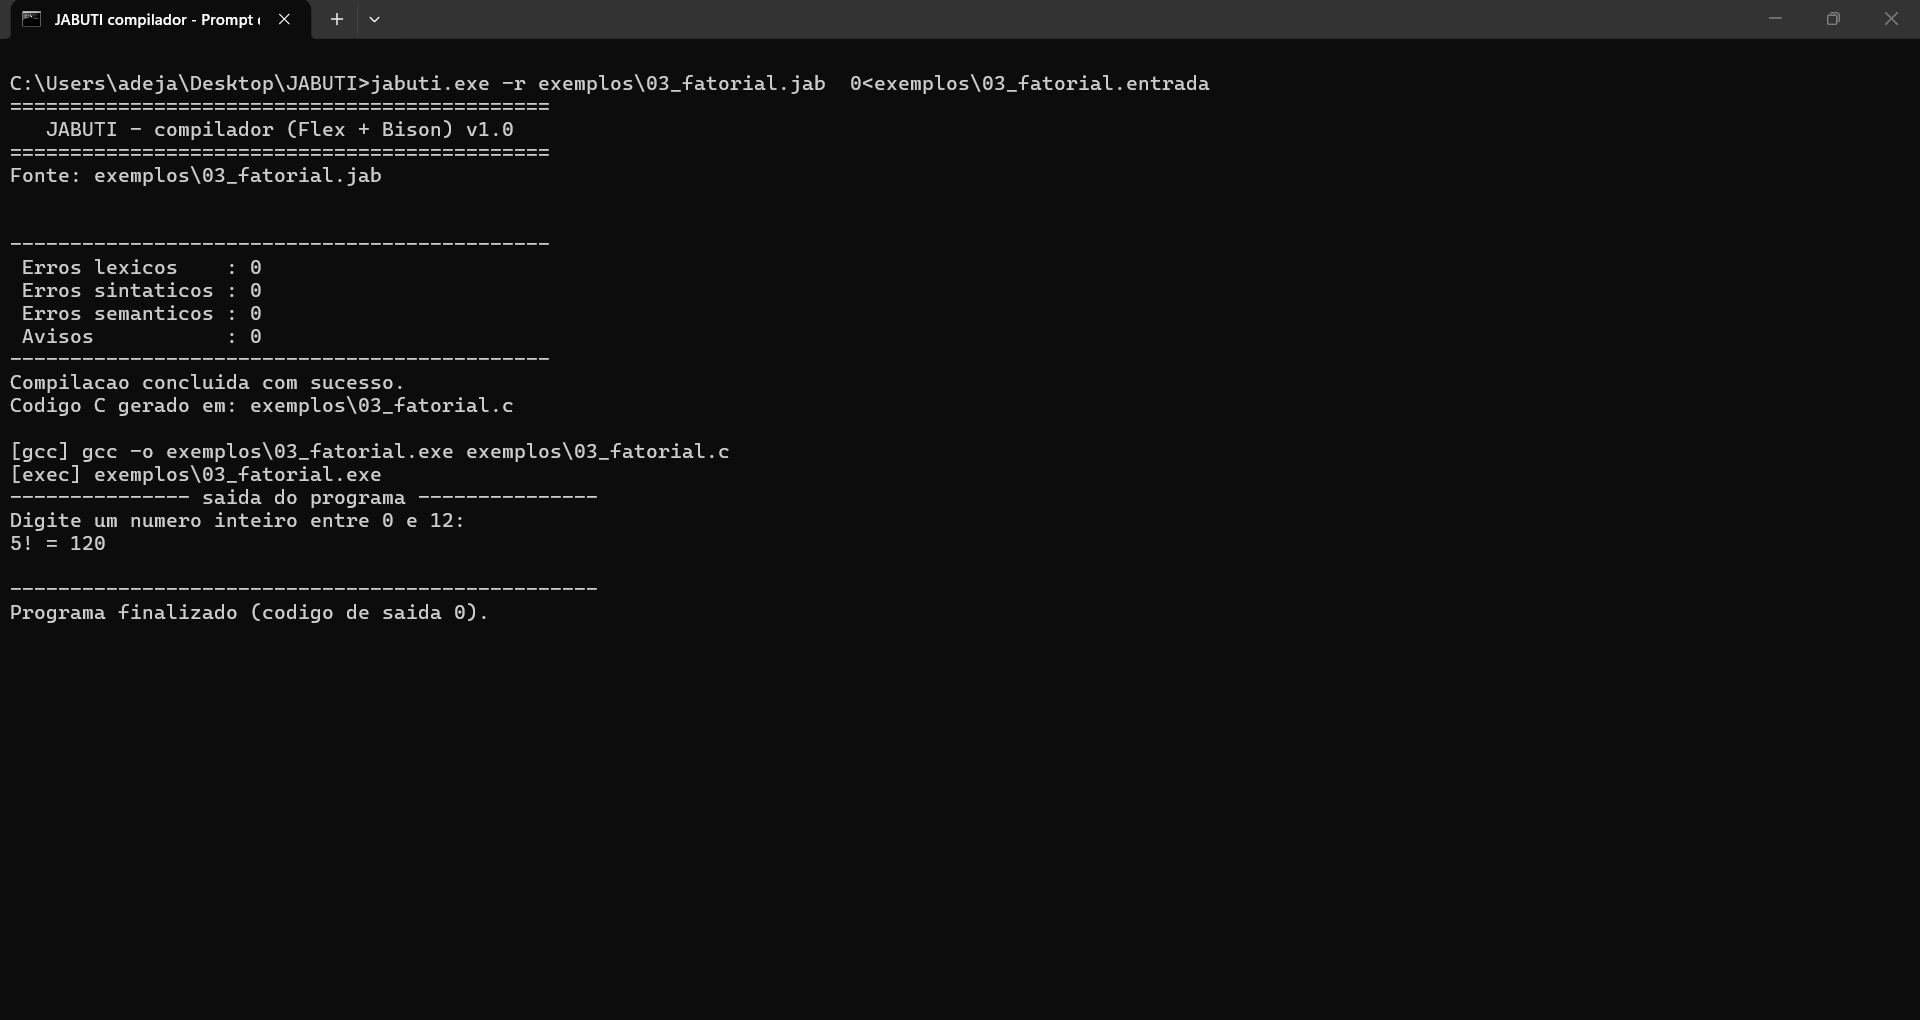 JABUTI compilador - Prompt
C:\Users\adeja\Desktop\JABUTI>jabuti.exe -r exemplos\03_fatorial.jab  0<exemplos\03_fatorial.entrada
=============================================
   JABUTI - compilador (Flex + Bison) v1.0
=============================================
Fonte: exemplos\03_fatorial.jab
---------------------------------------------
 Erros lexicos    : 0
 Erros sintaticos : 0
 Erros semanticos : 0
 Avisos           : 0
---------------------------------------------
Compilacao concluida com sucesso.
Codigo C gerado em: exemplos\03_fatorial.c
[gcc] gcc -o exemplos\03_fatorial.exe exemplos\03_fatorial.c
[exec] exemplos\03_fatorial.exe
--------------- saida do programa ---------------
Digite um numero inteiro entre 0 e 12:
5! = 120
-------------------------------------------------
Programa finalizado (codigo de saida 0).